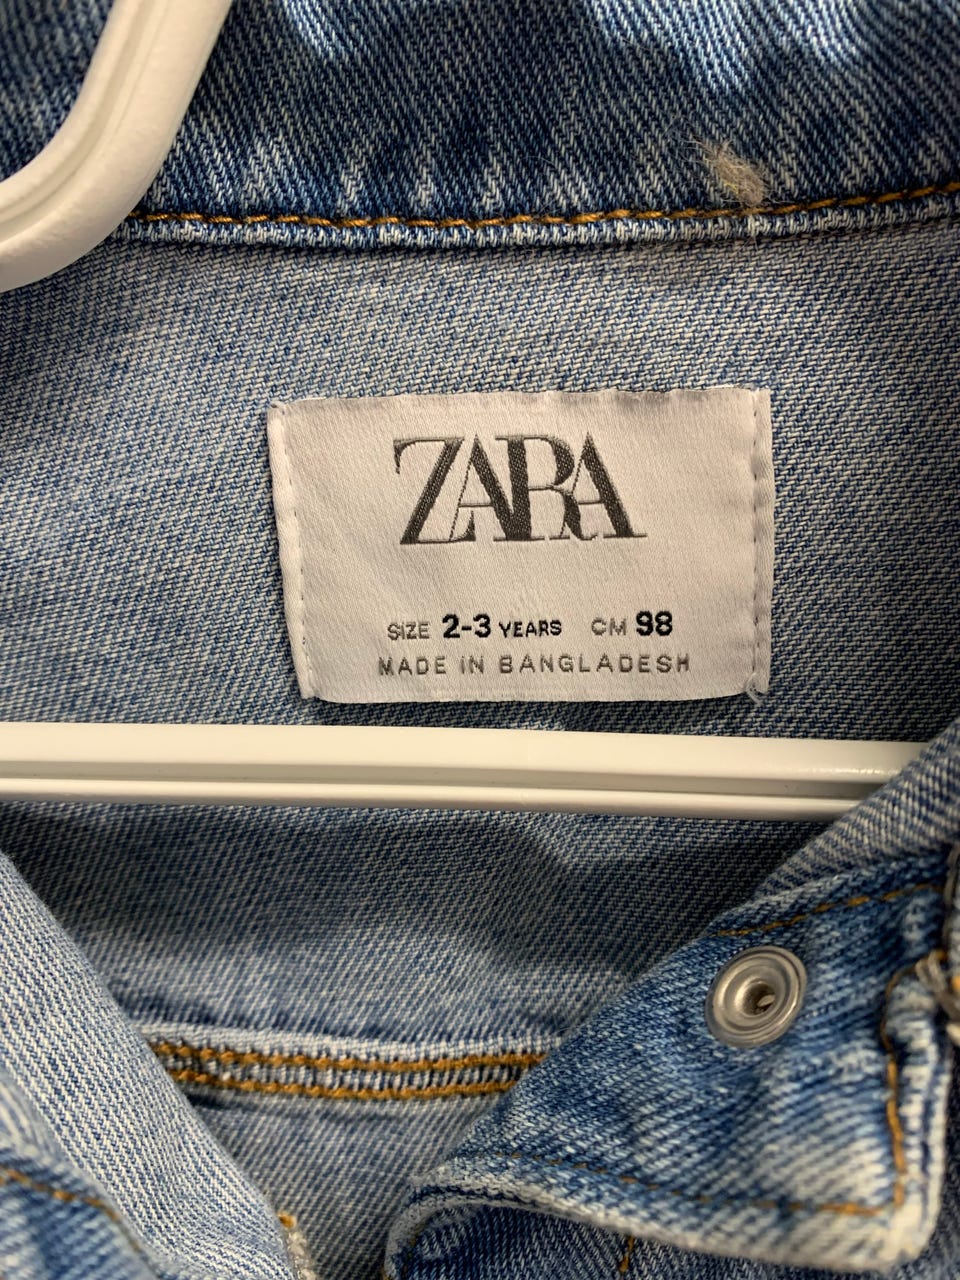 ZARA
SIZE 2-3 YEARS CM 98
MADE IN BANGLADESH